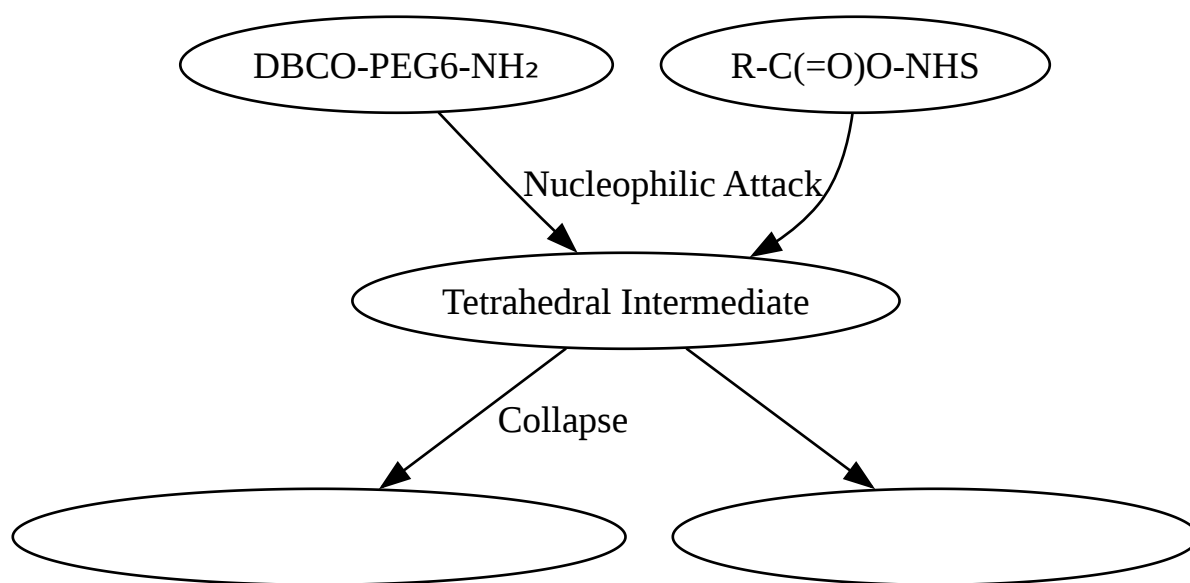 DBCO-PEG6-NH₂
R-C(=O)O-NHS
Nucleophilic Attack
Tetrahedral Intermediate
Collapse